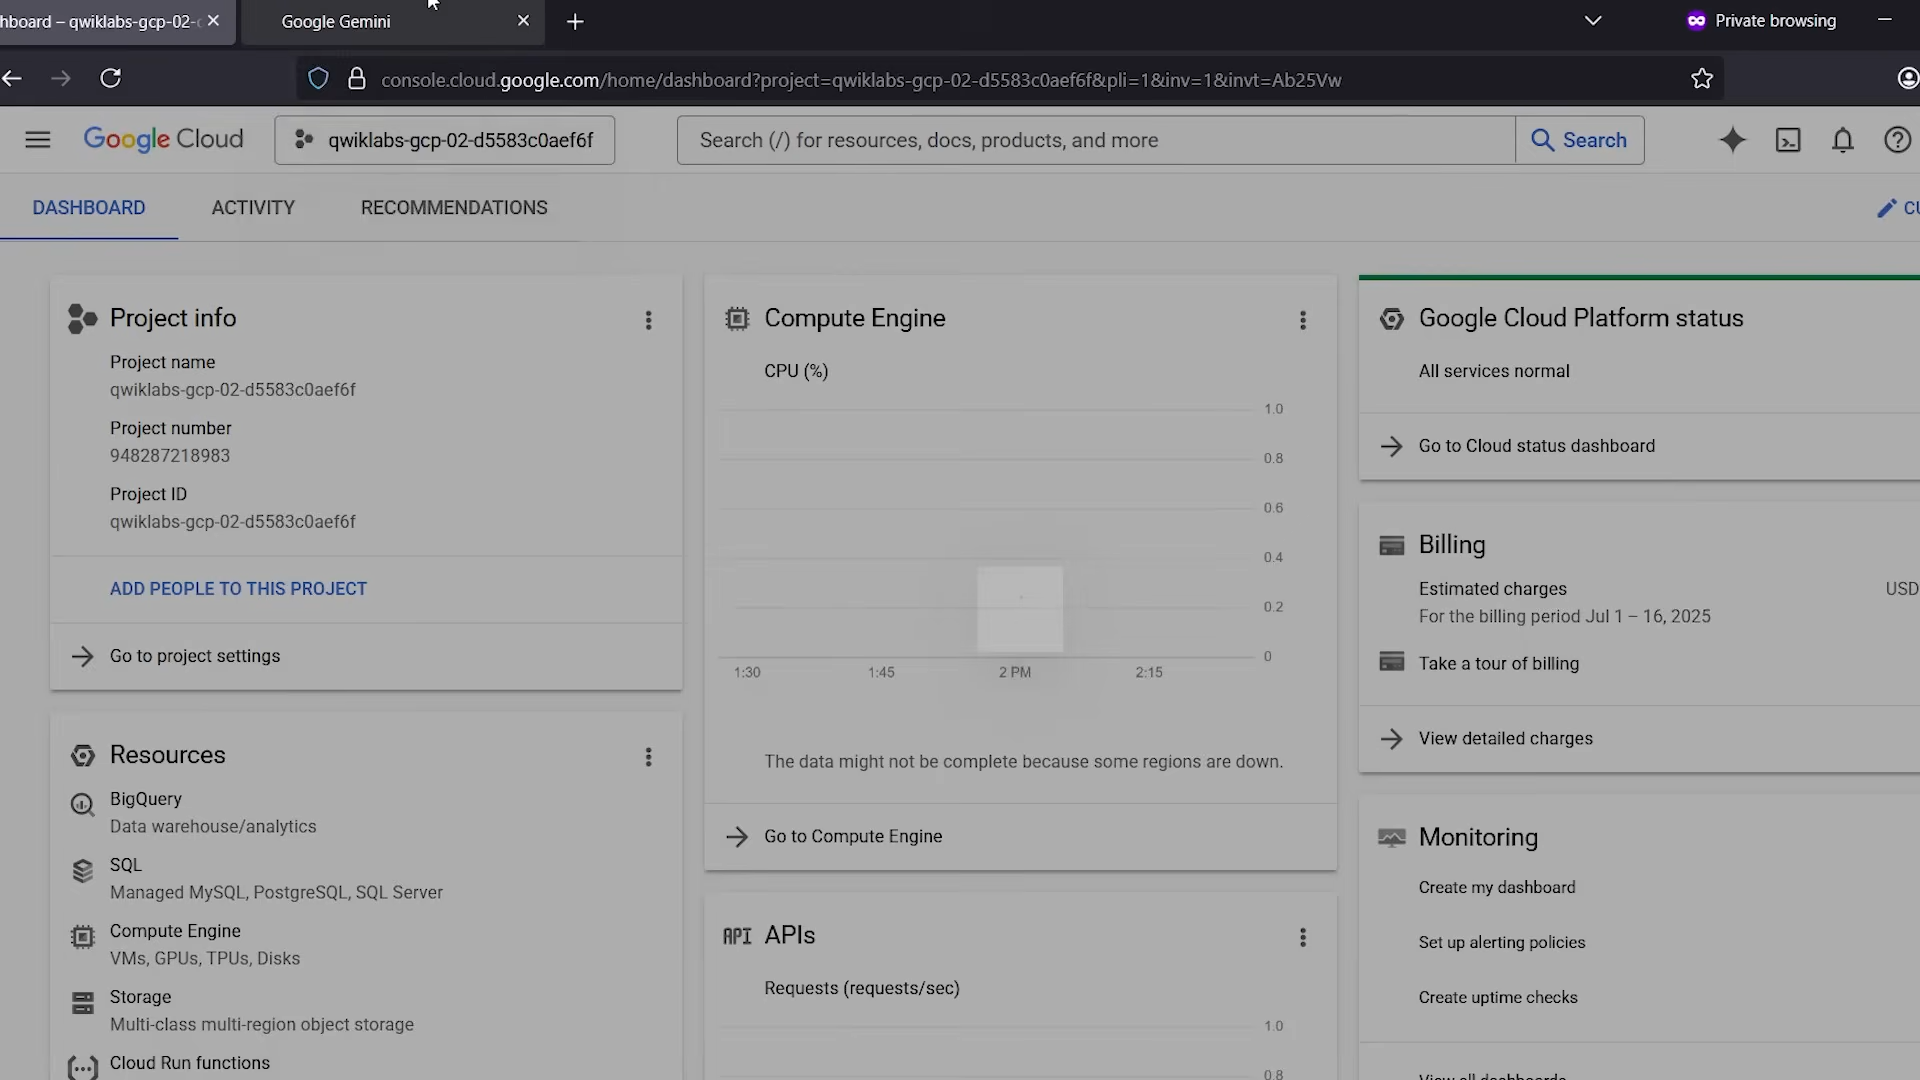 hboard – qwiklabs-gcp-02-
Google Gemini
Private browsing
console.cloud.google.com/home/dashboard?project=qwiklabs-gcp-02-d5583c0aef6f&pli=1&inv=1&invt=Ab25Vw
Google Cloud
qwiklabs-gcp-02-d5583c0aef6f
Search (/) for resources, docs, products, and more
Search
DASHBOARD
ACTIVITY
RECOMMENDATIONS
CU
Project info
Project name
qwiklabs-gcp-02-d5583c0aef6f
Project number
948287218983
Project ID
qwiklabs-gcp-02-d5583c0aef6f
ADD PEOPLE TO THIS PROJECT
Go to project settings
Resources
BigQuery
Data warehouse/analytics
SQL
Managed MySQL, PostgreSQL, SQL Server
Compute Engine
VMs, GPUs, TPUs, Disks
Storage
Multi-class multi-region object storage
Cloud Run functions
Compute Engine
CPU (%)
1.0
0.8
0.6
0.4
0.2
0
1:30 1:45 2 PM 2:15
The data might not be complete because some regions are down.
Go to Compute Engine
API APIs
Requests (requests/sec)
1.0
0.8
Google Cloud Platform status
All services normal
Go to Cloud status dashboard
Billing
Estimated charges USD
For the billing period Jul 1 – 16, 2025
Take a tour of billing
View detailed charges
Monitoring
Create my dashboard
Set up alerting policies
Create uptime checks
View all dashboards